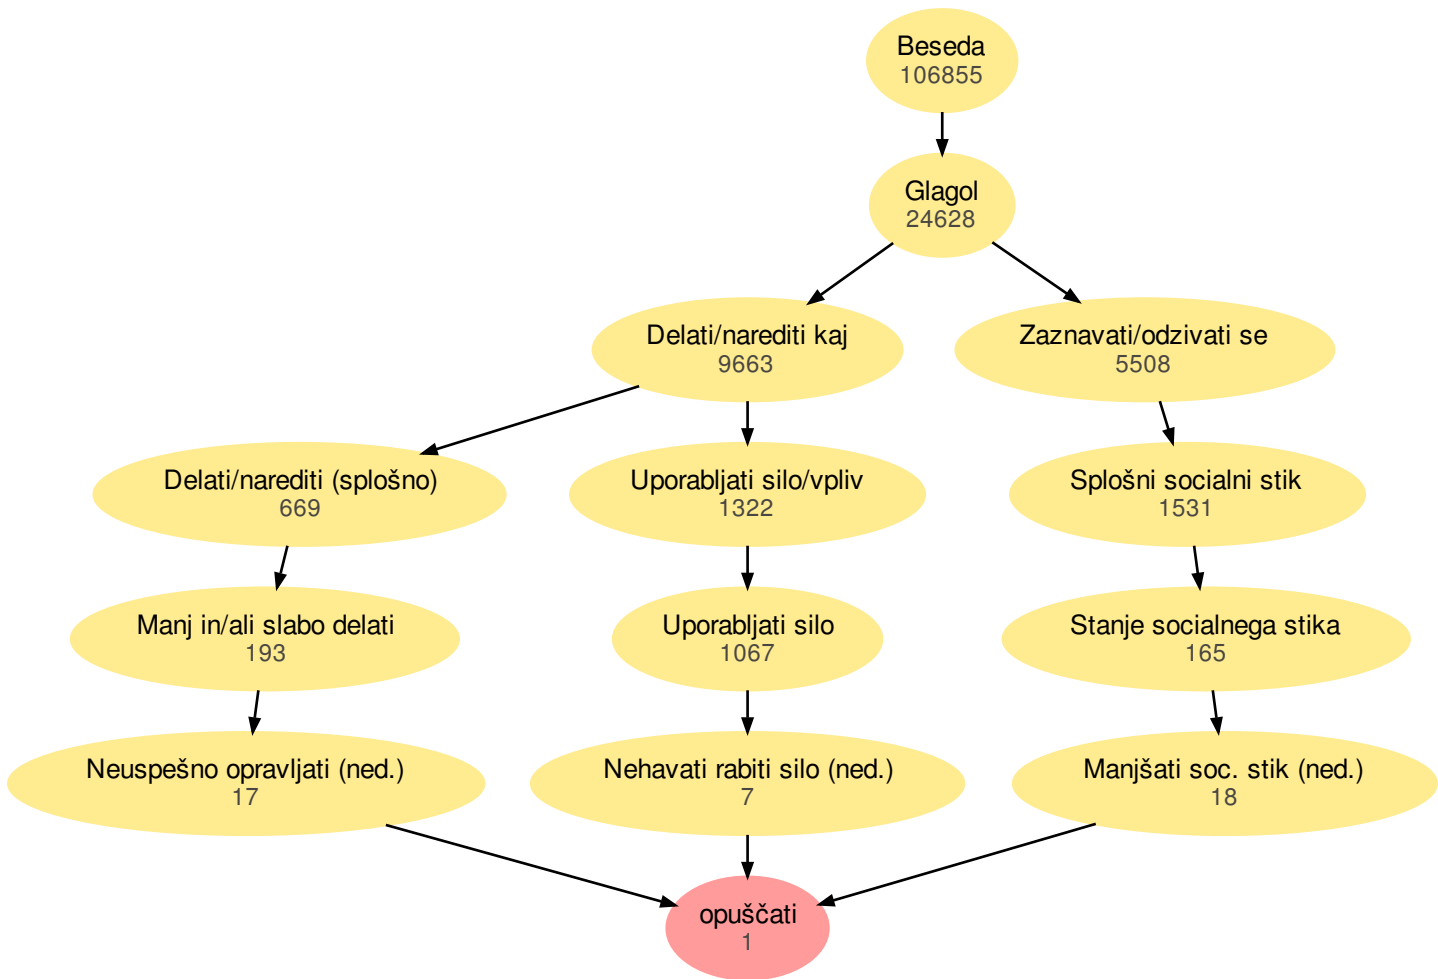 Beseda
106855
Glagol
24628
Delati/narediti kaj
9663
Zaznavati/odzivati se
5508
Delati/narediti (splošno)
669
Uporabljati silo/vpliv
1322
Splošni socialni stik
1531
Manj in/ali slabo delati
193
Uporabljati silo
1067
Stanje socialnega stika
165
Neuspešno opravljati (ned.)
17
Nehavati rabiti silo (ned.)
7
Manjšati soc. stik (ned.)
18
opuščati
1